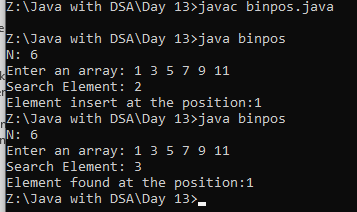 Z:\Java with DSA\Day 13>javac binpos.java
Z:\Java with DSA\Day 13>java binpos
N: 6
Enter an array: 1 3 5 7 9 11
Search Element: 2
Element insert at the position:1
Z:\Java with DSA\Day 13>java binpos
N: 6
Enter an array: 1 3 5 7 9 11
Search Element: 3
Element found at the position:1
Z:\Java with DSA\Day 13>